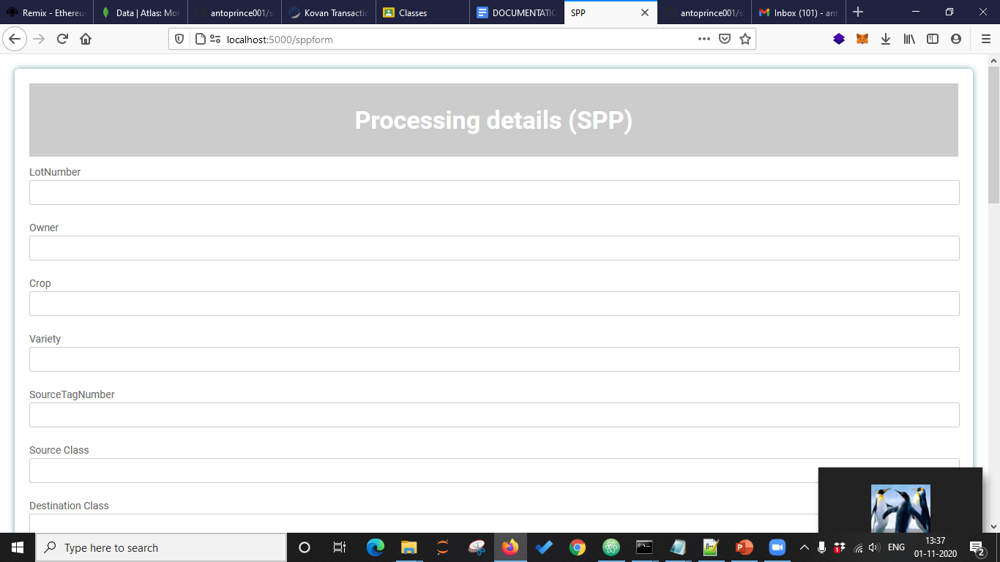 Remix - Ethereu
Data | Atlas: Mor
antoprince001/s
Kovan Transactio
Classes
DOCUMENTATIO
SPP
antoprince001/s
Inbox (101) - ant
localhost:5000/sppform
Processing details (SPP)
LotNumber
Owner
Crop
Variety
SourceTagNumber
Source Class
Destination Class
Type here to search
ENG
13:37
01-11-2020
2